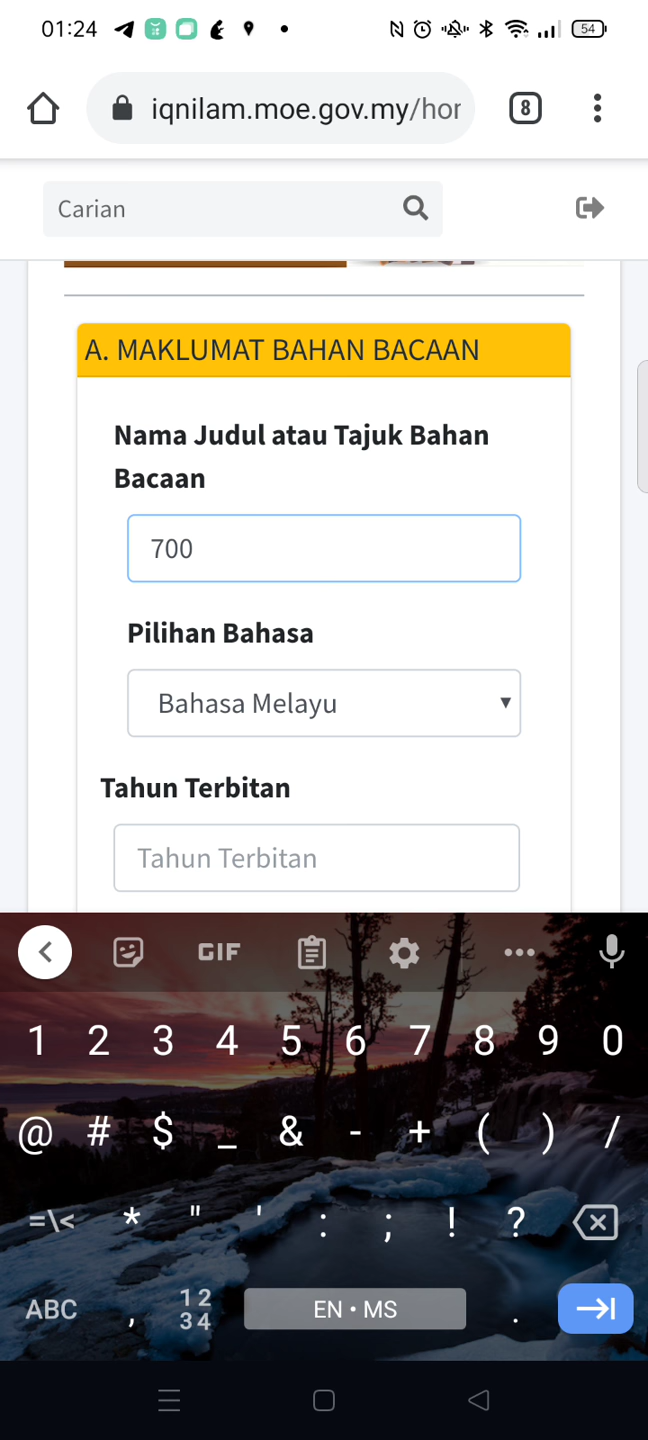 01:24
54
iqnilam.moe.gov.my/hor
8
Carian
A. MAKLUMAT BAHAN BACAAN
Nama Judul atau Tajuk Bahan
Bacaan
700
Pilihan Bahasa
Bahasa Melayu
Tahun Terbitan
Tahun Terbitan
GIF
1 2 3 4 5 6 7 8 9 0
@ # $ _ & - + ( ) /
=\< * " ' : ; ! ?
ABC , 12 34 EN • MS .